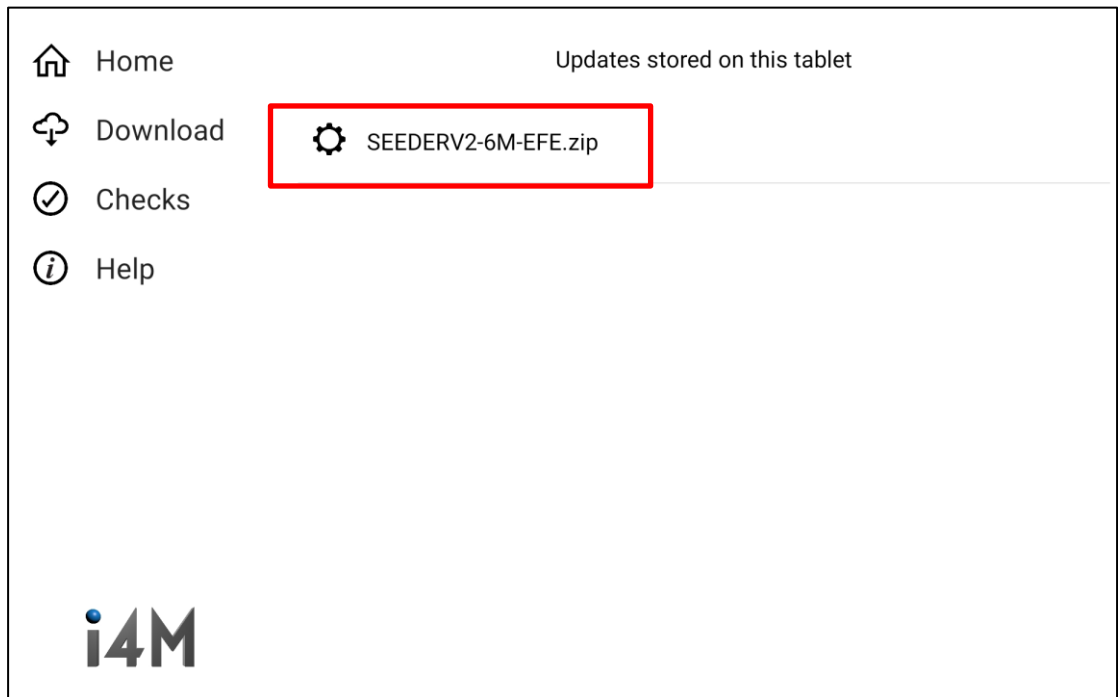 Home
Updates stored on this tablet
Download
SEEDERV2-6M-EFE.zip
Checks
Help
i4M